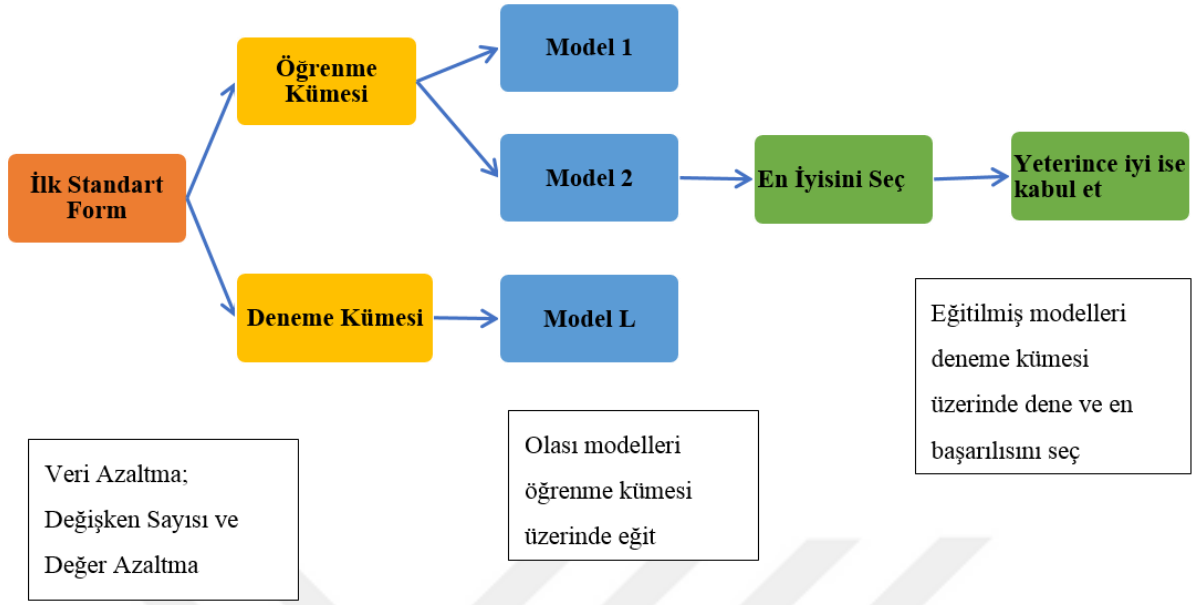 İlk Standart
Form
Öğrenme
Kümesi
Deneme Kümesi
Model 1
Model 2
Model L
En İyisini Seç
Yeterince iyi ise
kabul et
Veri Azaltma;
Değişken Sayısı ve
Değer Azaltma
Olası modelleri
öğrenme kümesi
üzerinde eğit
Eğitilmiş modelleri
deneme kümesi
üzerinde dene ve en
başarılısını seç